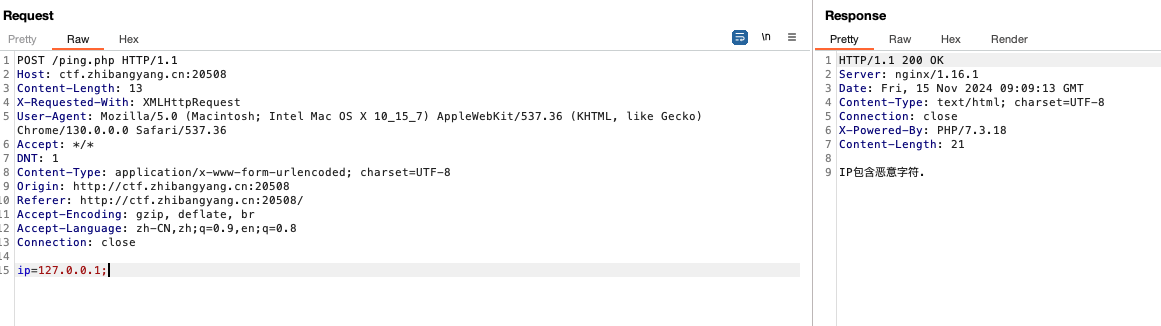 Request
Pretty Raw Hex \n
1 POST /ping.php HTTP/1.1
2 Host: ctf.zhibangyang.cn:20508
3 Content-Length: 13
4 X-Requested-With: XMLHttpRequest
5 User-Agent: Mozilla/5.0 (Macintosh; Intel Mac OS X 10_15_7) AppleWebKit/537.36 (KHTML, like Gecko)
Chrome/130.0.0.0 Safari/537.36
6 Accept: */*
7 DNT: 1
8 Content-Type: application/x-www-form-urlencoded; charset=UTF-8
9 Origin: http://ctf.zhibangyang.cn:20508
10 Referer: http://ctf.zhibangyang.cn:20508/
11 Accept-Encoding: gzip, deflate, br
12 Accept-Language: zh-CN,zh;q=0.9,en;q=0.8
13 Connection: close
14
15 ip=127.0.0.1;
Response
Pretty Raw Hex Render
1 HTTP/1.1 200 OK
2 Server: nginx/1.16.1
3 Date: Fri, 15 Nov 2024 09:09:13 GMT
4 Content-Type: text/html; charset=UTF-8
5 Connection: close
6 X-Powered-By: PHP/7.3.18
7 Content-Length: 21
8
9 IP包含恶意字符.